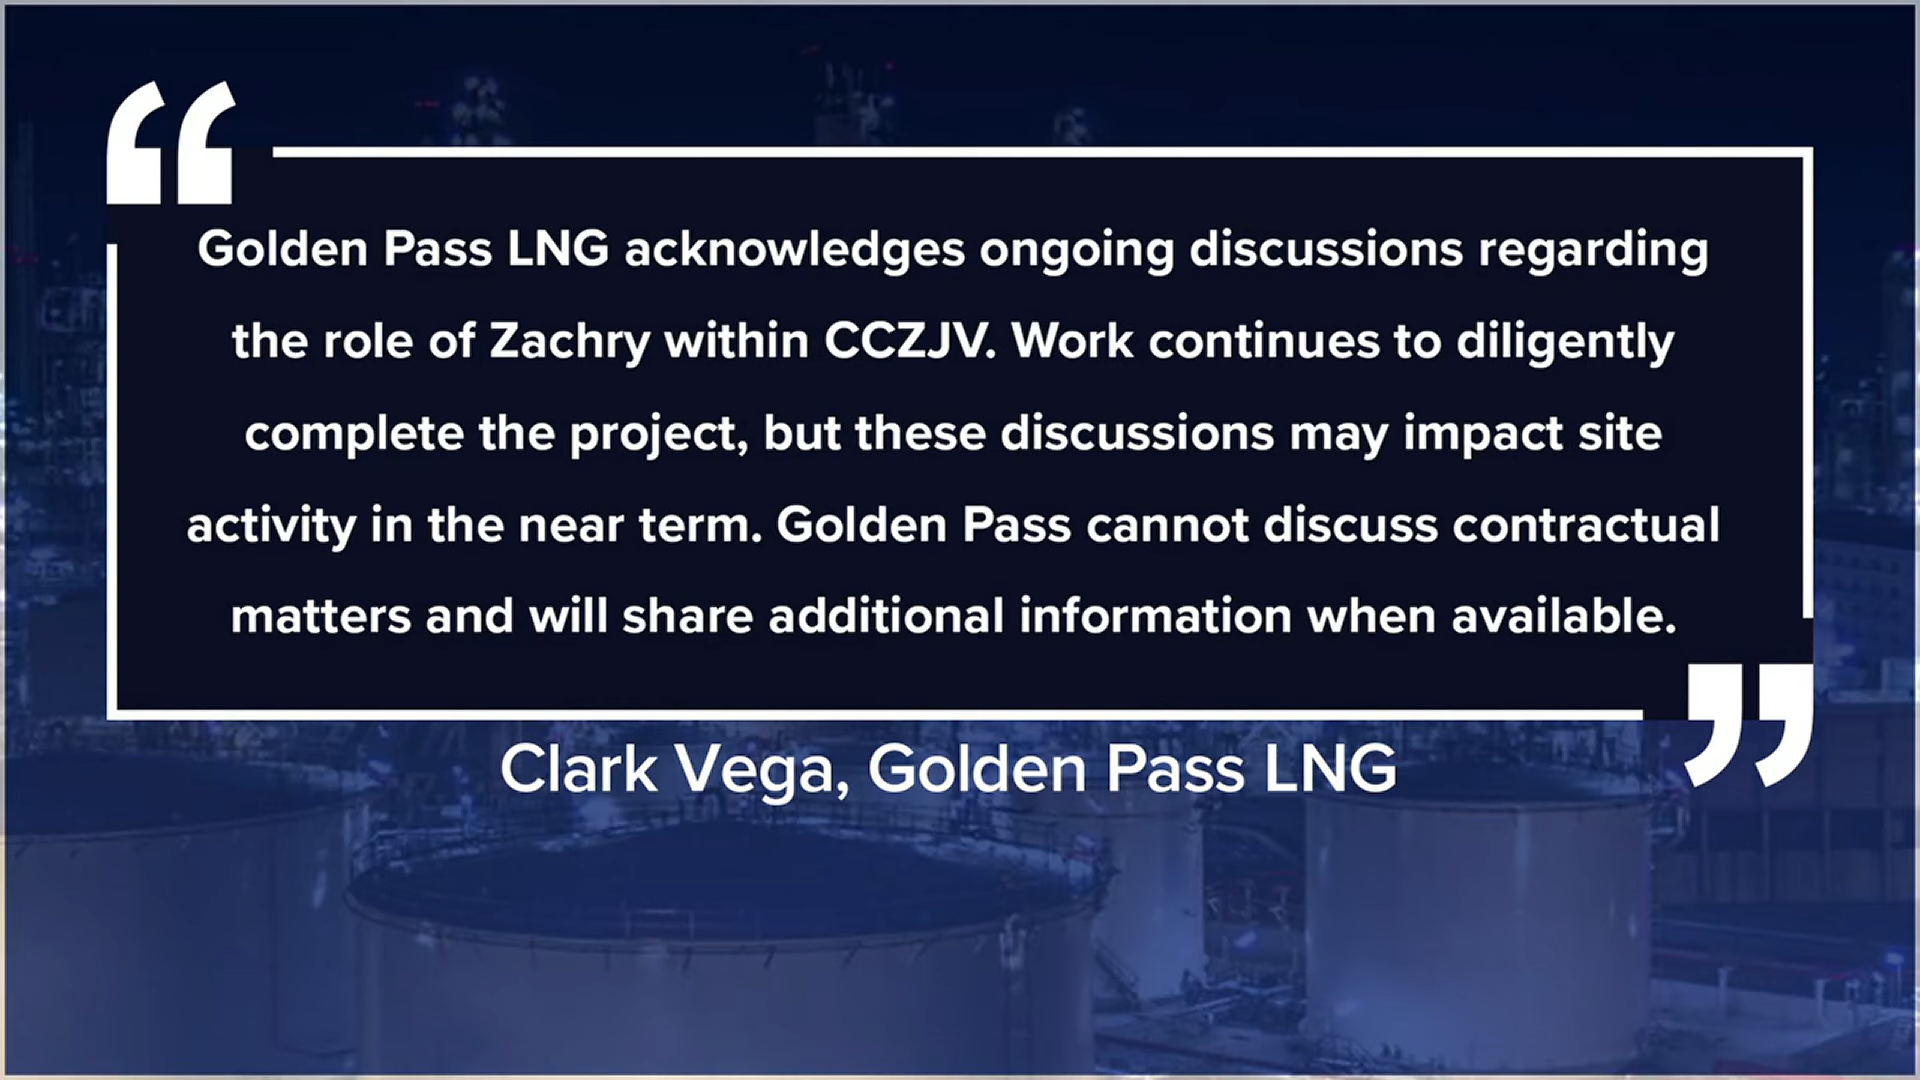 “
Golden Pass LNG acknowledges ongoing discussions regarding
the role of Zachry within CCZJV. Work continues to diligently
complete the project, but these discussions may impact site
activity in the near term. Golden Pass cannot discuss contractual
matters and will share additional information when available.
”
Clark Vega, Golden Pass LNG